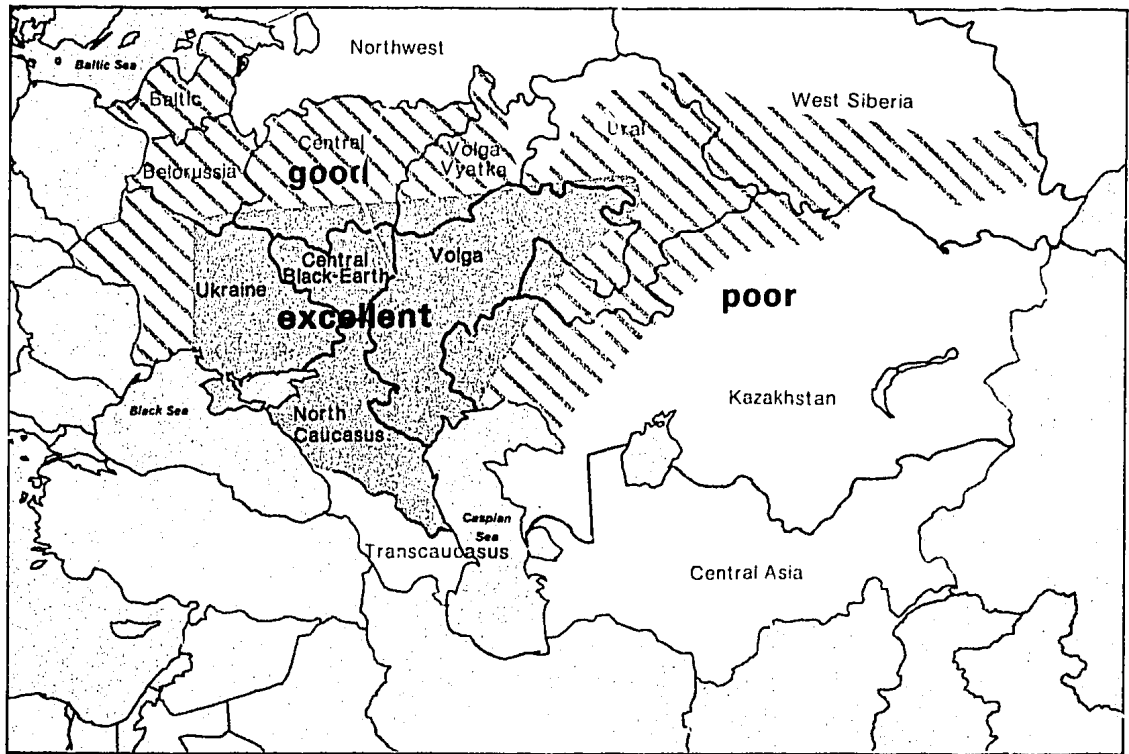 Northwest
Baltic Sea
Baltic
West Siberia
Ural
Central
Volga
Vyatka
Belorussia
good
Central
Black-Earth
Volga
Ukraine
excellent
poor
Kazakhstan
Black Sea
North
Caucasus
Caspian
Sea
Transcaucasus
Central Asia